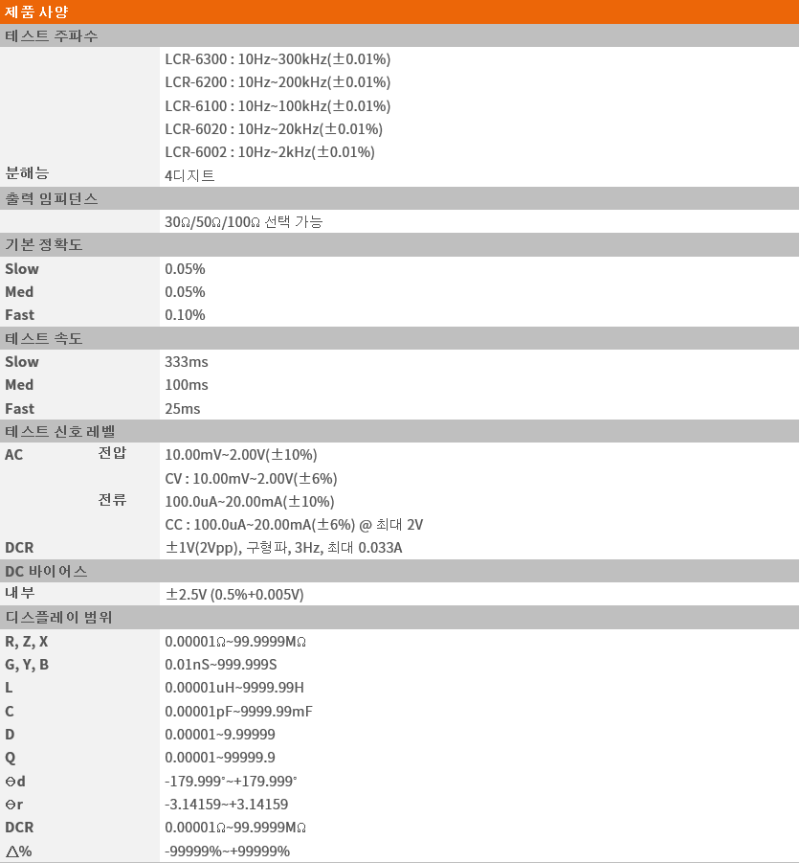 제품 사양
테스트 주파수
LCR-6300 : 10Hz~300kHz(±0.01%)
LCR-6200 : 10Hz~200kHz(±0.01%)
LCR-6100 : 10Hz~100kHz(±0.01%)
LCR-6020 : 10Hz~20kHz(±0.01%)
LCR-6002 : 10Hz~2kHz(±0.01%)
분해능 4디지트
출력 임피던스
30Ω/50Ω/100Ω 선택 가능
기본 정확도
Slow 0.05%
Med 0.05%
Fast 0.10%
테스트 속도
Slow 333ms
Med 100ms
Fast 25ms
테스트 신호 레벨
AC 전압 10.00mV~2.00V(±10%)
CV : 10.00mV~2.00V(±6%)
전류 100.0uA~20.00mA(±10%)
CC : 100.0uA~20.00mA(±6%) @ 최대 2V
DCR ±1V(2Vpp), 구형파, 3Hz, 최대 0.033A
DC 바이어스
내부 ±2.5V (0.5%+0.005V)
디스플레이 범위
R, Z, X 0.00001Ω~99.9999MΩ
G, Y, B 0.01nS~999.999S
L 0.00001uH~9999.99H
C 0.00001pF~9999.99mF
D 0.00001~9.99999
Q 0.00001~99999.9
Θd -179.999°~+179.999°
Θr -3.14159~+3.14159
DCR 0.00001Ω~99.9999MΩ
△% -99999%~+99999%